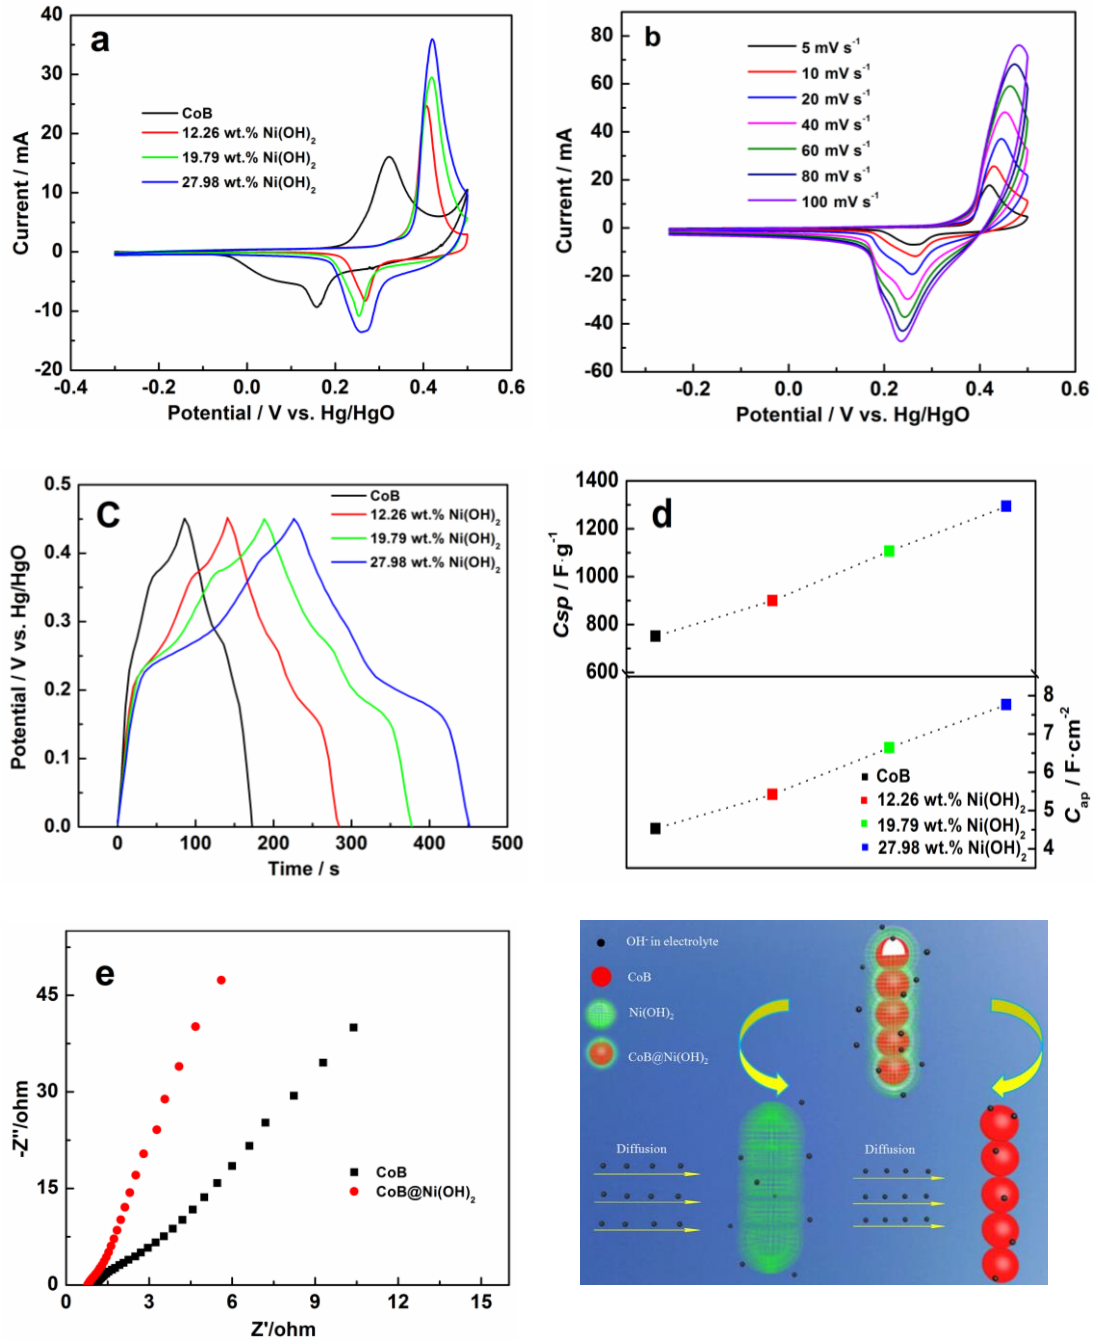 a
40
30
20
10
0
-10
-20
Current / mA
CoB
12.26 wt.% Ni(OH)₂
19.79 wt.% Ni(OH)₂
27.98 wt.% Ni(OH)₂
-0.4 -0.2 0.0 0.2 0.4 0.6
Potential / V vs. Hg/HgO
b
80
60
40
20
0
-20
-40
-60
Current / mA
5 mV s⁻¹
10 mV s⁻¹
20 mV s⁻¹
40 mV s⁻¹
60 mV s⁻¹
80 mV s⁻¹
100 mV s⁻¹
-0.2 0.0 0.2 0.4 0.6
Potential / V vs. Hg/HgO
C
0.5
0.4
0.3
0.2
0.1
0.0
Potential / V vs. Hg/HgO
CoB
12.26 wt.% Ni(OH)₂
19.79 wt.% Ni(OH)₂
27.98 wt.% Ni(OH)₂
0 100 200 300 400 500
Time / s
d
1400
1200
1000
800
600
Csp / F·g⁻¹
8
7
6
5
4
Cₐₚ / F·cm⁻²
CoB
12.26 wt.% Ni(OH)₂
19.79 wt.% Ni(OH)₂
27.98 wt.% Ni(OH)₂
e
45
30
15
0
-Z''/ohm
CoB
CoB@Ni(OH)₂
0 3 6 9 12 15
Z'/ohm
OH⁻ in electrolyte
CoB
Ni(OH)₂
CoB@Ni(OH)₂
Diffusion
Diffusion